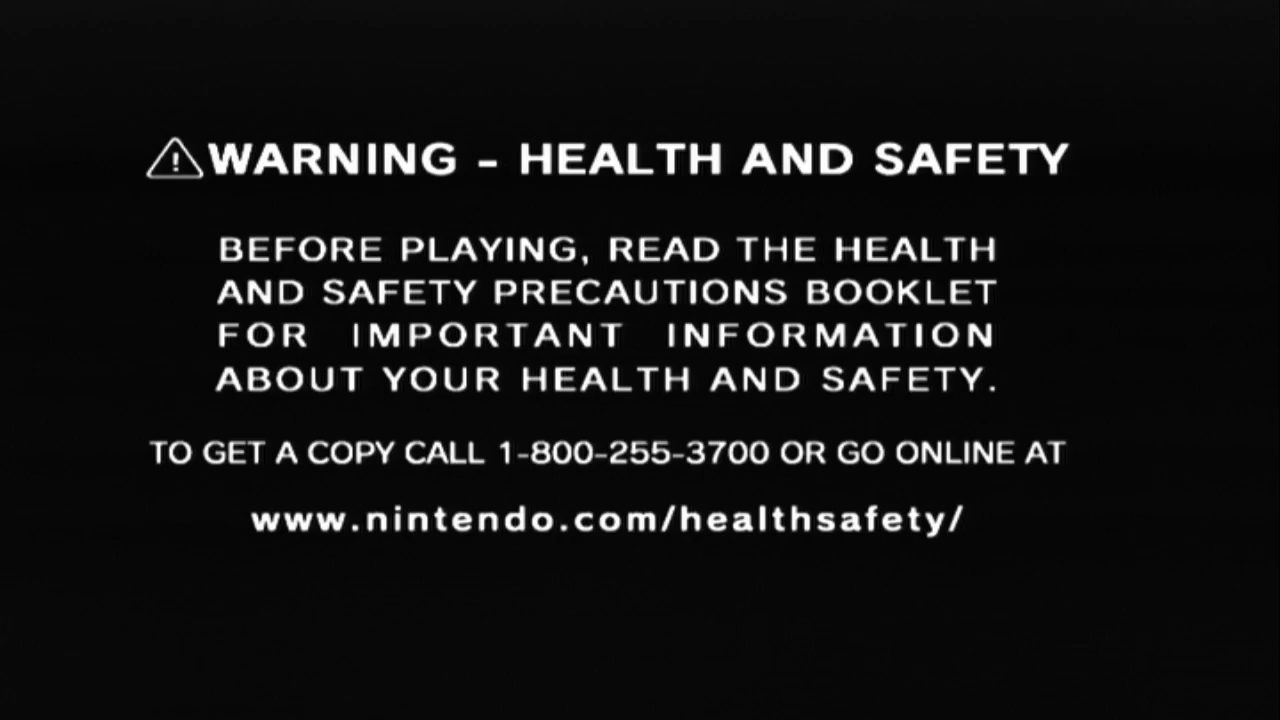 ⚠WARNING - HEALTH AND SAFETY
BEFORE PLAYING, READ THE HEALTH
AND SAFETY PRECAUTIONS BOOKLET
FOR IMPORTANT INFORMATION
ABOUT YOUR HEALTH AND SAFETY.
TO GET A COPY CALL 1-800-255-3700 OR GO ONLINE AT
www.nintendo.com/healthsafety/